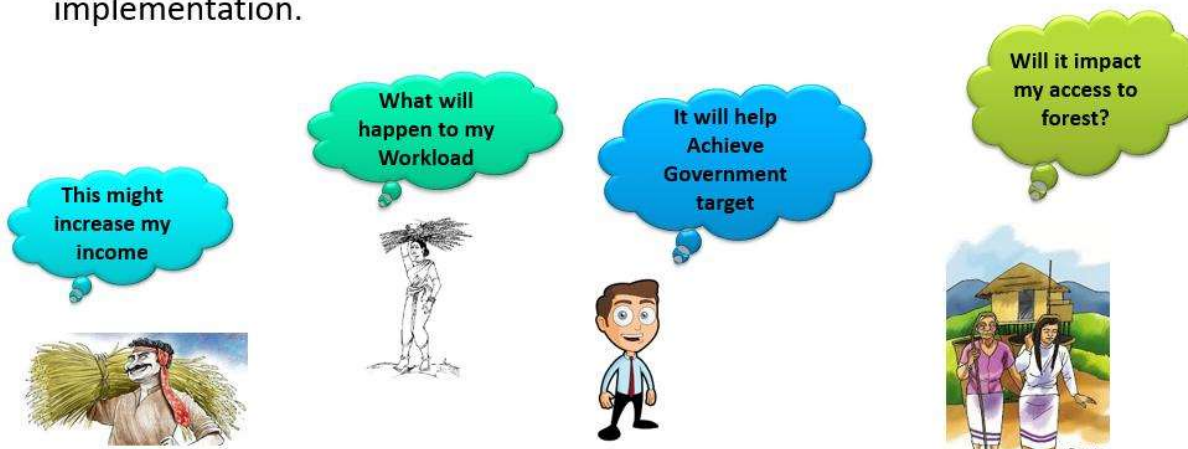 implementation.
This might
increase my
income
What will
happen to my
Workload
It will help
Achieve
Government
target
Will it impact
my access to
forest?